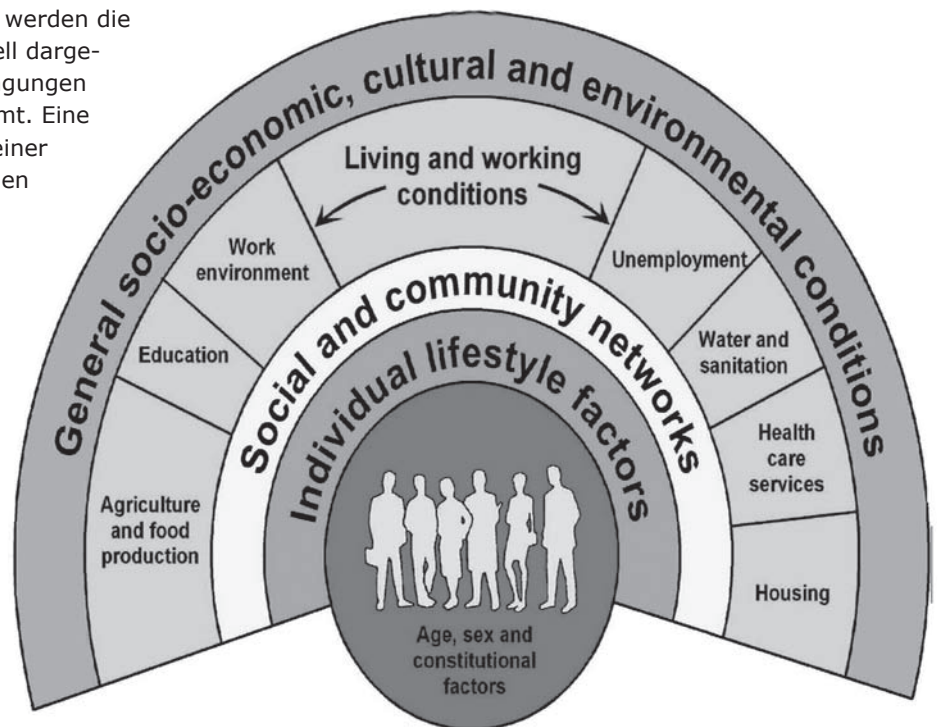 werden die
ell darge-
gungen
mt. Eine
einer
en
General socio-economic, cultural and environmental conditions
Living and working
conditions
Work
environment
Unemployment
Education
Water and
sanitation
Agriculture
and food
production
Health
care
services
Housing
Social and community networks
Individual lifestyle factors
Age, sex and
constitutional
factors